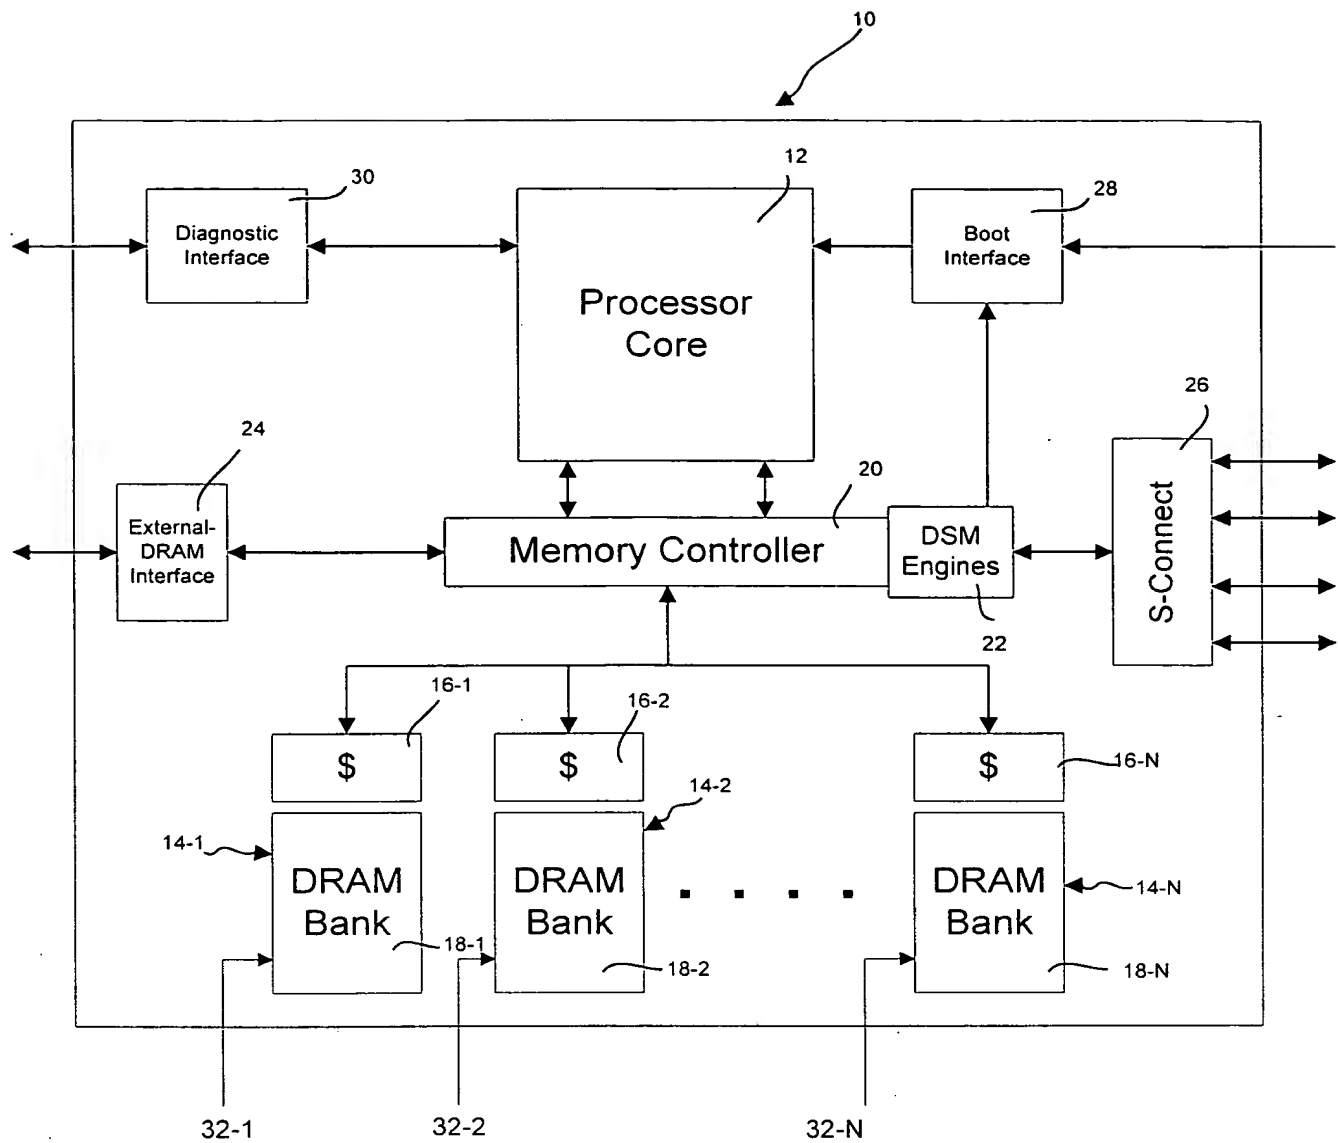 10
12
30
28
Diagnostic
Interface
Boot
Interface
Processor
Core
26
24
20
External-
DRAM
Interface
Memory Controller
DSM
Engines
S-Connect
22
16-1
16-2
$
$
$
16-N
14-2
14-1
DRAM
Bank
DRAM
Bank
DRAM
Bank
14-N
18-1
18-2
18-N
32-1
32-2
32-N